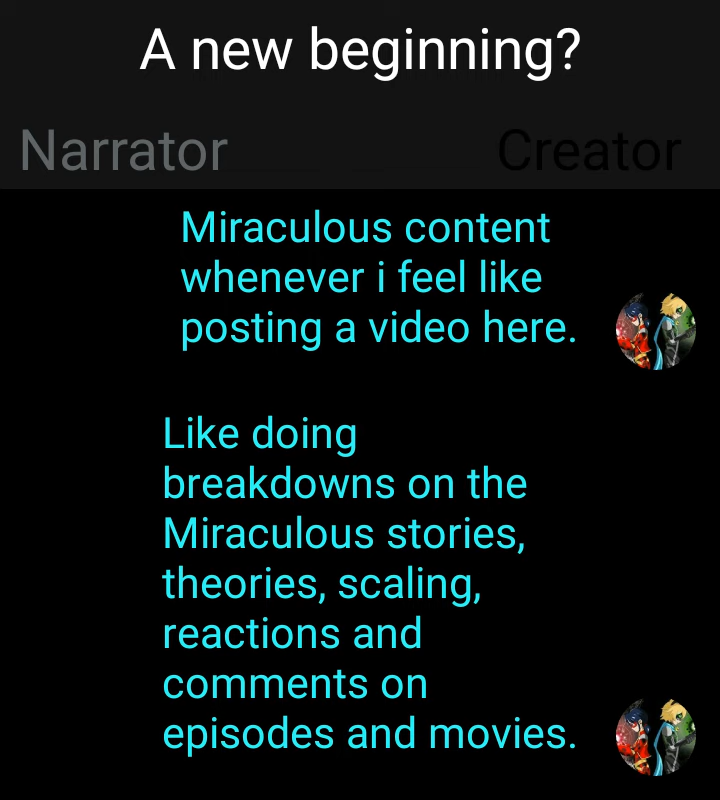 A new beginning?
Narrator
Creator
Miraculous content
whenever i feel like
posting a video here.
Like doing
breakdowns on the
Miraculous stories,
theories, scaling,
reactions and
comments on
episodes and movies.